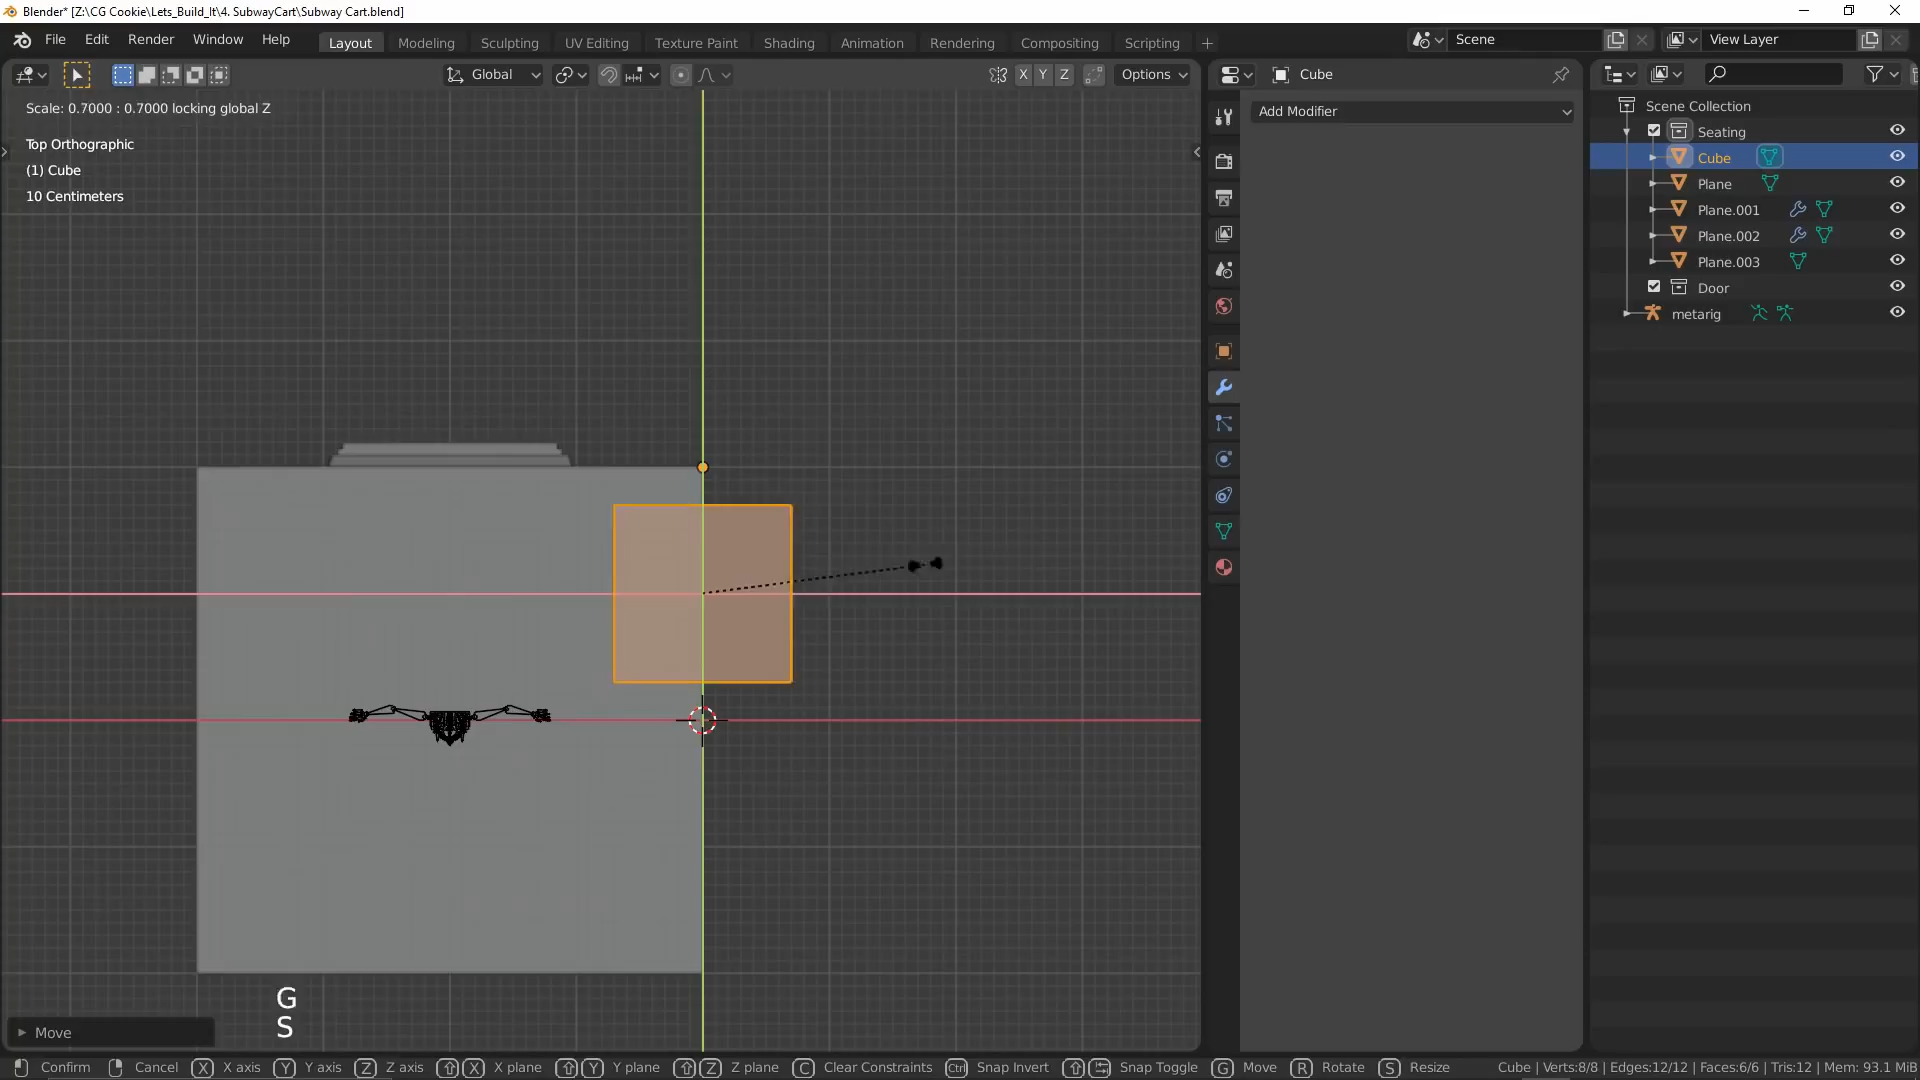 Blender* [Z:\CG Cookie\Lets_Build_It\4. SubwayCart\Subway Cart.blend]
File Edit Render Window Help Layout Modeling Sculpting UV Editing Texture Paint Shading Animation Rendering Compositing Scripting + Scene View Layer
Global X Y Z Options Cube
Scale: 0.7000 : 0.7000 locking global Z
Add Modifier
Top Orthographic
(1) Cube
10 Centimeters
Scene Collection
Seating
Cube
Plane
Plane.001
Plane.002
Plane.003
Door
metarig
G
S
Move
Confirm Cancel X X axis Y Y axis Z Z axis X X plane Y Y plane Z Z plane C Clear Constraints Ctrl Snap Invert Snap Toggle G Move R Rotate S Resize Cube | Verts:8/8 | Edges:12/12 | Faces:6/6 | Tris:12 | Mem: 93.1 MiB